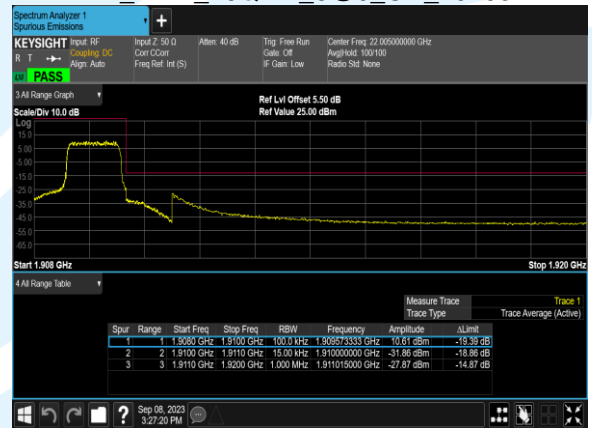 Spectrum Analyzer 1
Spurious Emissions
KEYSIGHT Input: RF
R T Coupling: DC
Align: Auto
Input Z: 50 Ω
Corr CCorr
Freq Ref: Int (S)
Atten: 40 dB
Trig: Free Run
Gate: Off
IF Gain: Low
Center Freq: 22.005000000 GHz
Avg|Hold: 100/100
Radio Std: None
PASS
3 All Range Graph
Scale/Div 10.0 dB
Ref Lvl Offset 5.50 dB
Ref Value 25.00 dBm
Log
15.0
5.00
-5.00
-15.0
-25.0
-35.0
-45.0
-55.0
-65.0
Start 1.908 GHz
Stop 1.920 GHz
4 All Range Table
Measure Trace Trace 1
Trace Type Trace Average (Active)
Spur Range Start Freq Stop Freq RBW Frequency Amplitude ΔLimit
1 1 1.9080 GHz 1.9100 GHz 100.0 kHz 1.909573333 GHz 10.61 dBm -19.39 dB
2 2 1.9100 GHz 1.9110 GHz 15.00 kHz 1.910000000 GHz -31.86 dBm -18.86 dB
3 3 1.9110 GHz 1.9200 GHz 1.000 MHz 1.911015000 GHz -27.87 dBm -14.87 dB
Sep 08, 2023
3:27:20 PM